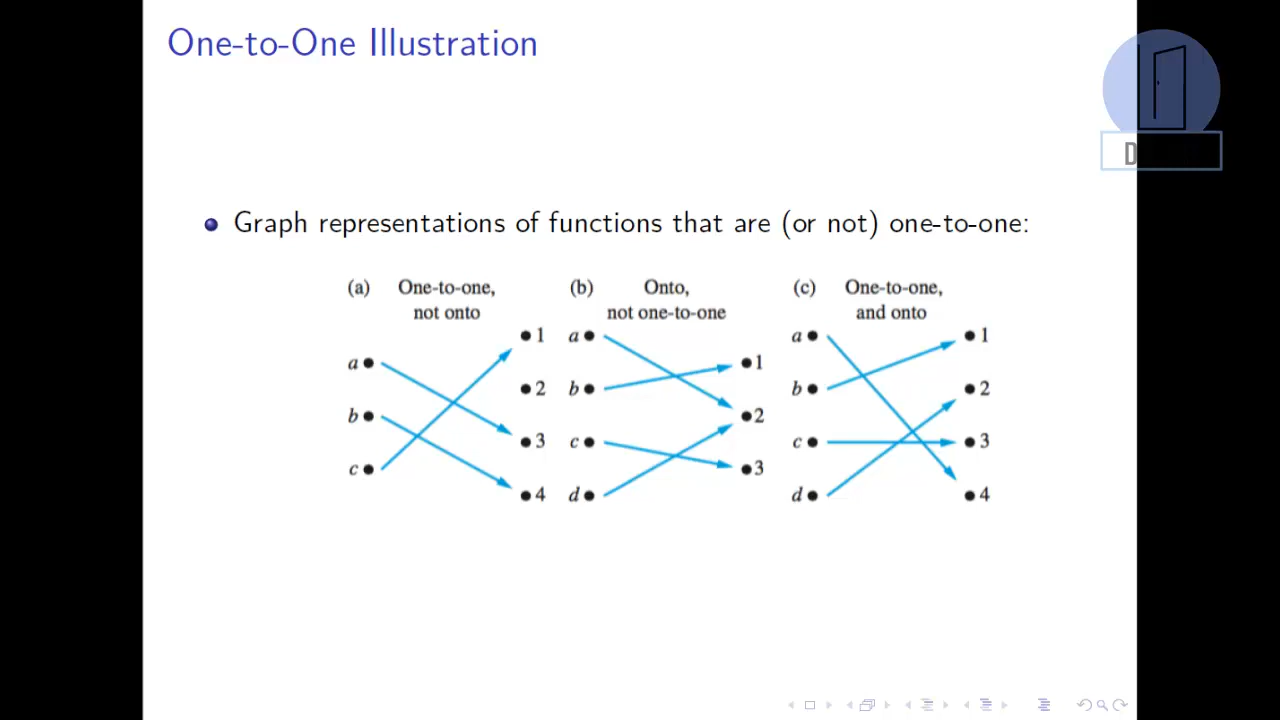 One-to-One Illustration
Graph representations of functions that are (or not) one-to-one:
(a) One-to-one,
not onto
a
b
c
1
2
3
4
(b) Onto,
not one-to-one
a
b
c
d
1
2
3
(c) One-to-one,
and onto
a
b
c
d
1
2
3
4